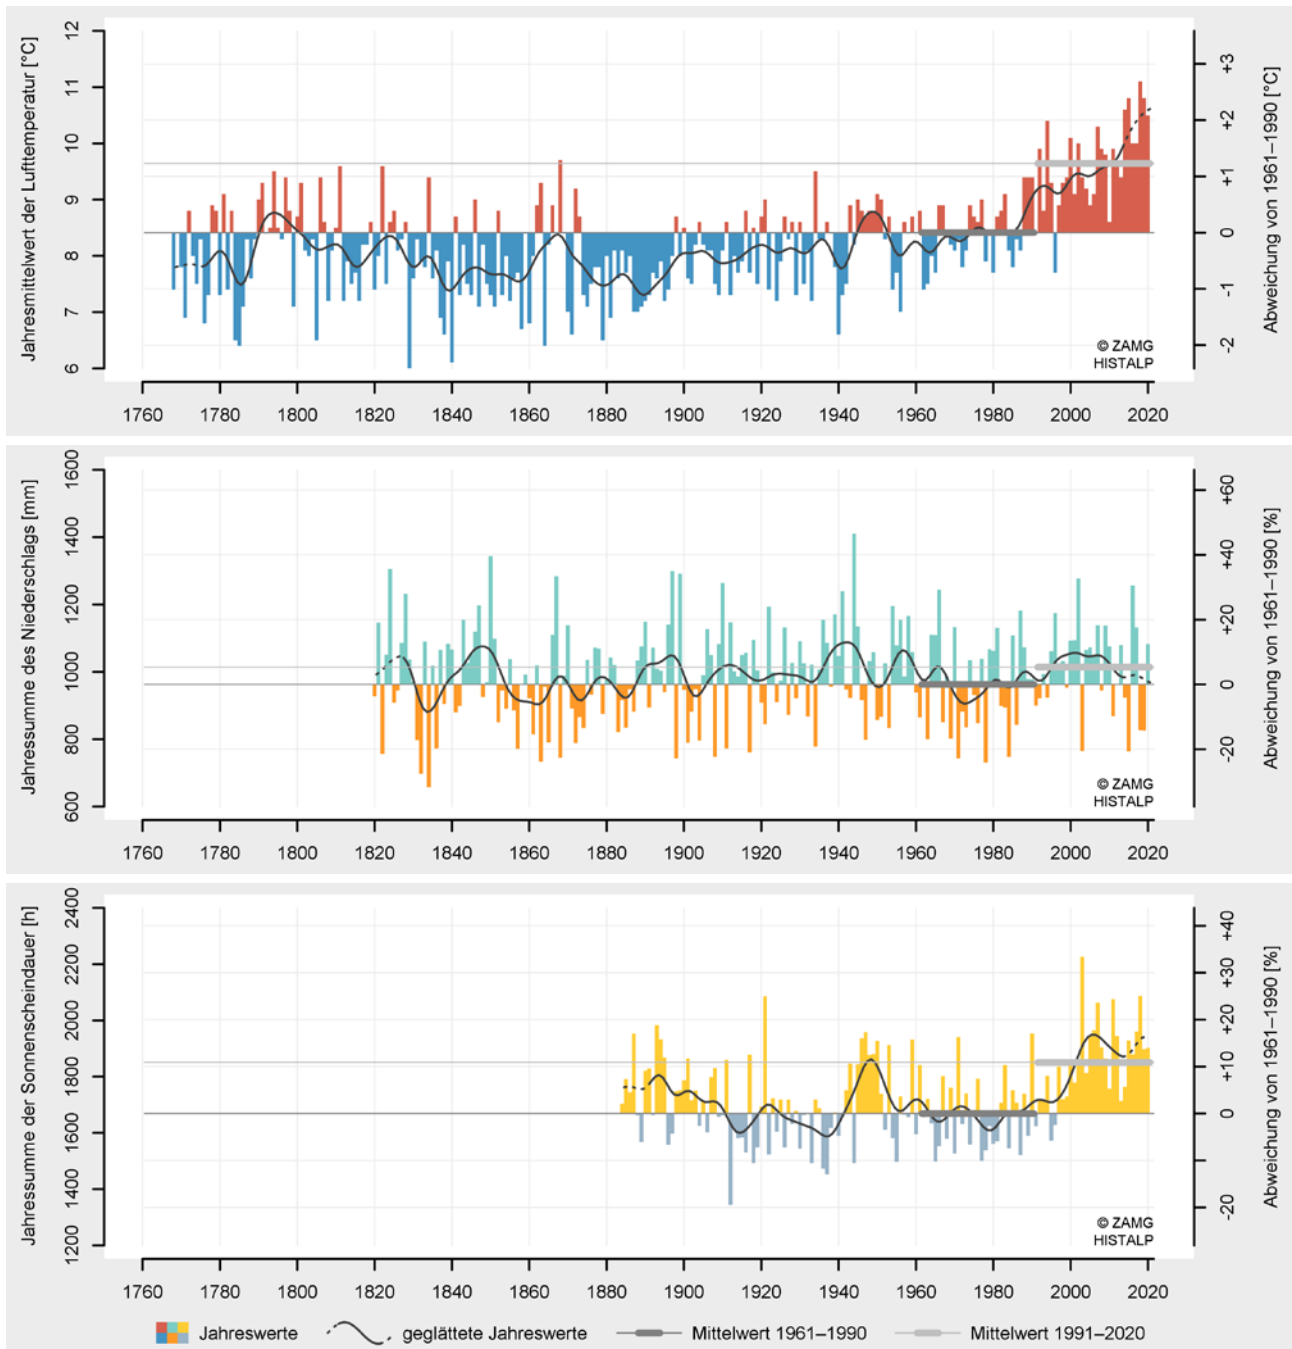 Jahresmittelwert der Lufttemperatur [°C]
12
11
10
9
8
7
6
+3
+2
+1
0
-1
-2
Abweichung von 1961–1990 [°C]
© ZAMG
HISTALP
1760 1780 1800 1820 1840 1860 1880 1900 1920 1940 1960 1980 2000 2020
Jahressumme des Niederschlags [mm]
1600
1400
1200
1000
800
600
+60
+40
+20
0
-20
Abweichung von 1961–1990 [%]
© ZAMG
HISTALP
1760 1780 1800 1820 1840 1860 1880 1900 1920 1940 1960 1980 2000 2020
Jahressumme der Sonnenscheindauer [h]
2400
2200
2000
1800
1600
1400
1200
+40
+30
+20
+10
0
-20
Abweichung von 1961–1990 [%]
© ZAMG
HISTALP
1760 1780 1800 1820 1840 1860 1880 1900 1920 1940 1960 1980 2000 2020
Jahreswerte geglättete Jahreswerte Mittelwert 1961–1990 Mittelwert 1991–2020